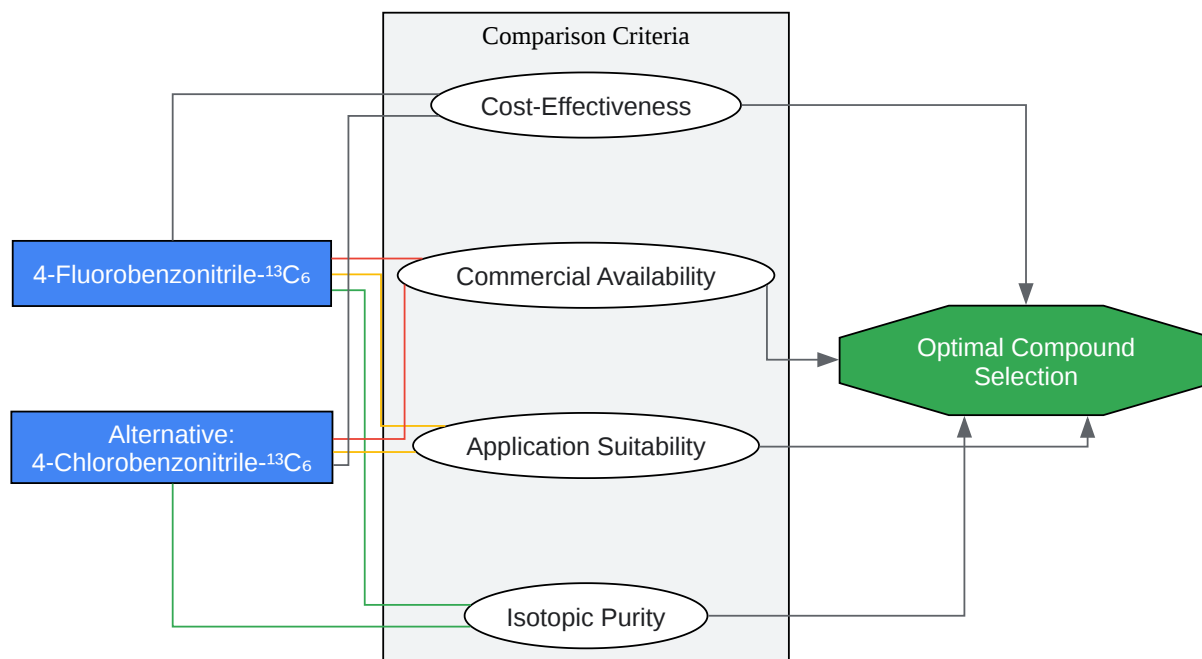 Comparison Criteria
Cost-Effectiveness
4-Fluorobenzonitrile-¹³C₆
Commercial Availability
Optimal Compound
Selection
Alternative:
4-Chlorobenzonitrile-¹³C₆
Application Suitability
Isotopic Purity